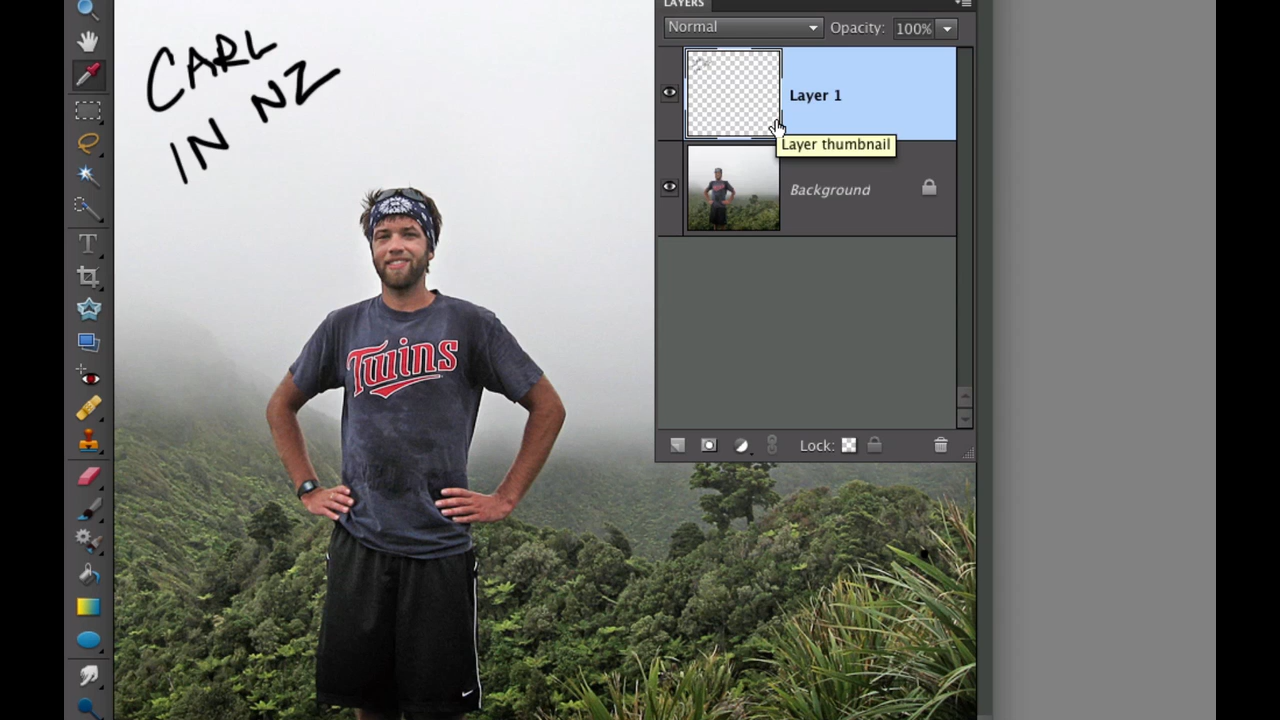 LAYERS
Normal Opacity: 100%
CARL
IN NZ
Layer 1
Layer thumbnail
Background
Twins
Lock:
T